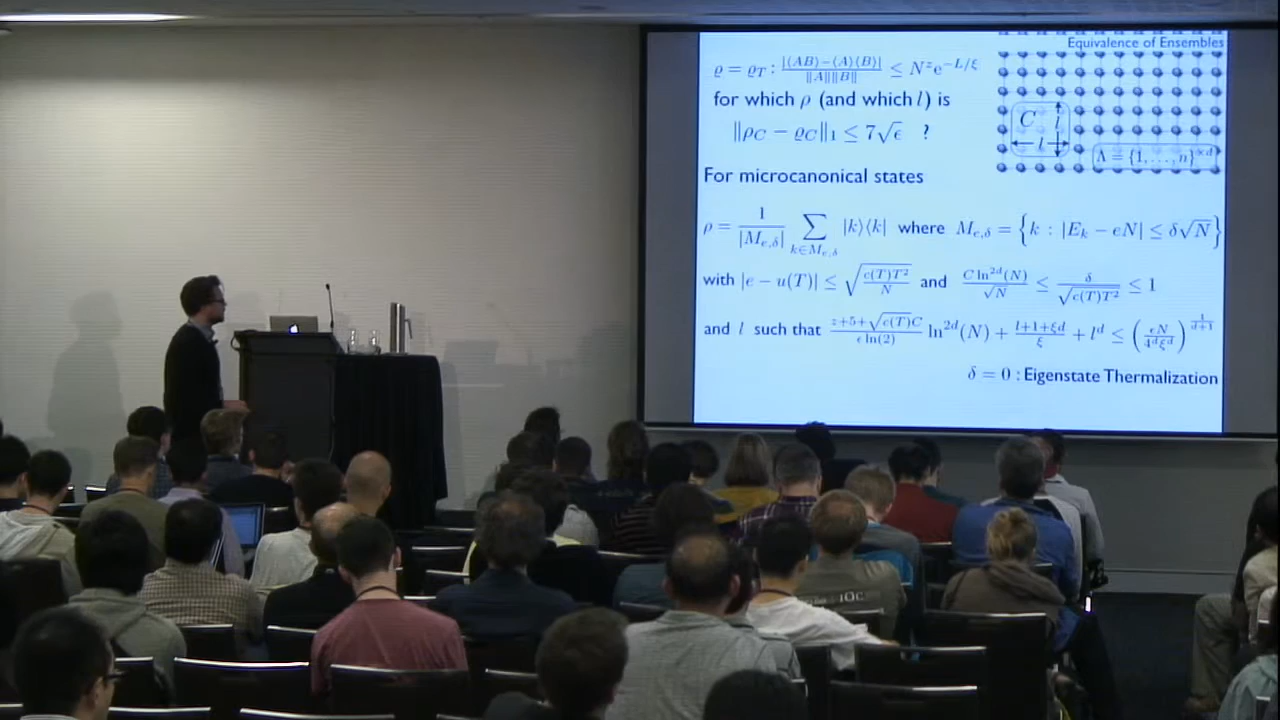 Equivalence of Ensembles
ϱ = ϱ_T : |⟨AB⟩−⟨A⟩⟨B⟩| / ‖A‖‖B‖ ≤ N^z e^{−L/ξ}
for which ρ (and which l) is
‖ρ_C − ϱ_C‖₁ ≤ 7√ϵ ?
C l
l
Λ = {1, …, n}^{×d}
For microcanonical states
ρ = 1/|M_{e,δ}| ∑_{k∈M_{e,δ}} |k⟩⟨k| where M_{e,δ} = {k : |E_k − eN| ≤ δ√N}
with |e − u(T)| ≤ √(c(T)T²/N) and C ln^{2d}(N)/√N ≤ δ/√(c(T)T²) ≤ 1
and l such that (z+5+√(c(T))C)/(ϵ ln(2)) ln^{2d}(N) + (l+1+ξd)/ξ + l^d ≤ (ϵN/(4^d ξ^d))^{1/(d+1)}
δ = 0 : Eigenstate Thermalization
IOC